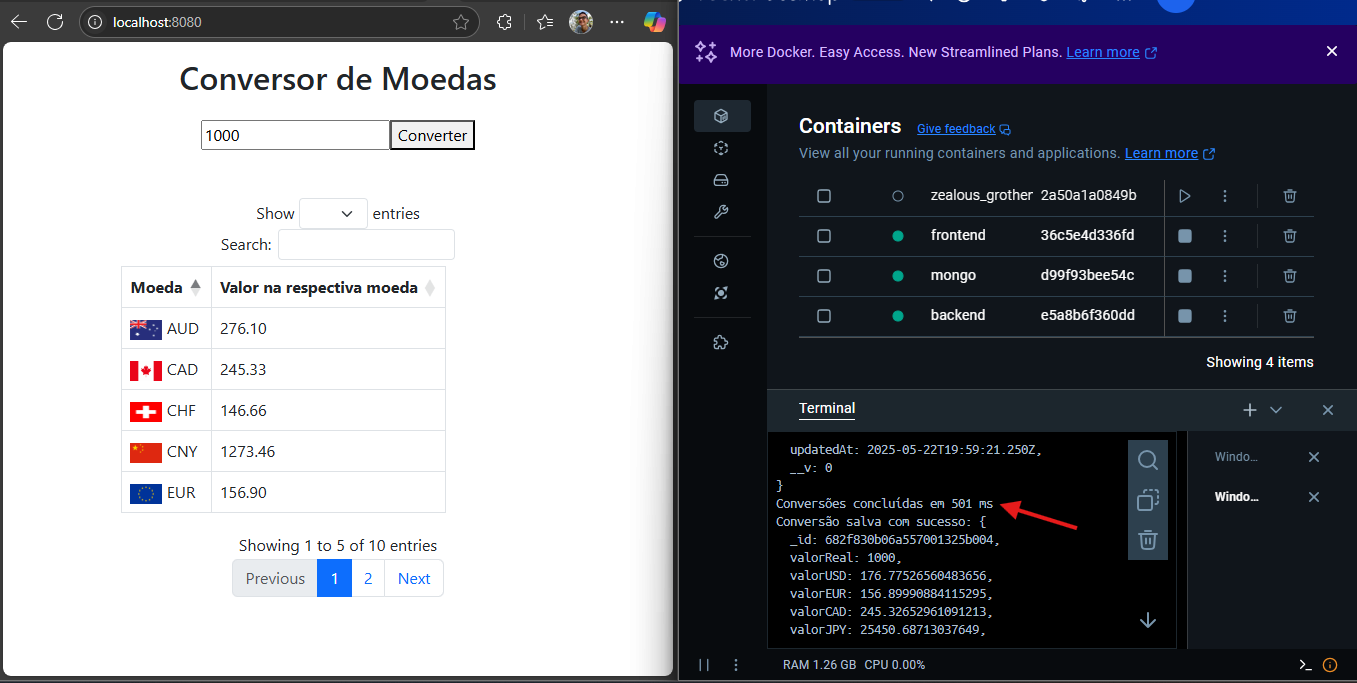 localhost:8080
Conversor de Moedas
1000 Converter
Show entries
Search:
Moeda Valor na respectiva moeda
AUD 276.10
CAD 245.33
CHF 146.66
CNY 1273.46
EUR 156.90
Showing 1 to 5 of 10 entries
Previous 1 2 Next
More Docker. Easy Access. New Streamlined Plans. Learn more
Containers Give feedback
View all your running containers and applications. Learn more
zealous_grother 2a50a1a0849b
frontend 36c5e4d336fd
mongo d99f93bee54c
backend e5a8b6f360dd
Showing 4 items
Terminal
updatedAt: 2025-05-22T19:59:21.250Z,
__v: 0
}
Conversões concluídas em 501 ms
Conversão salva com sucesso: {
_id: 682f830b06a557001325b004,
valorReal: 1000,
valorUSD: 176.77526560483656,
valorEUR: 156.89990884115295,
valorCAD: 245.32652961091213,
valorJPY: 25450.68713037649,
Windo...
Windo...
RAM 1.26 GB CPU 0.00%